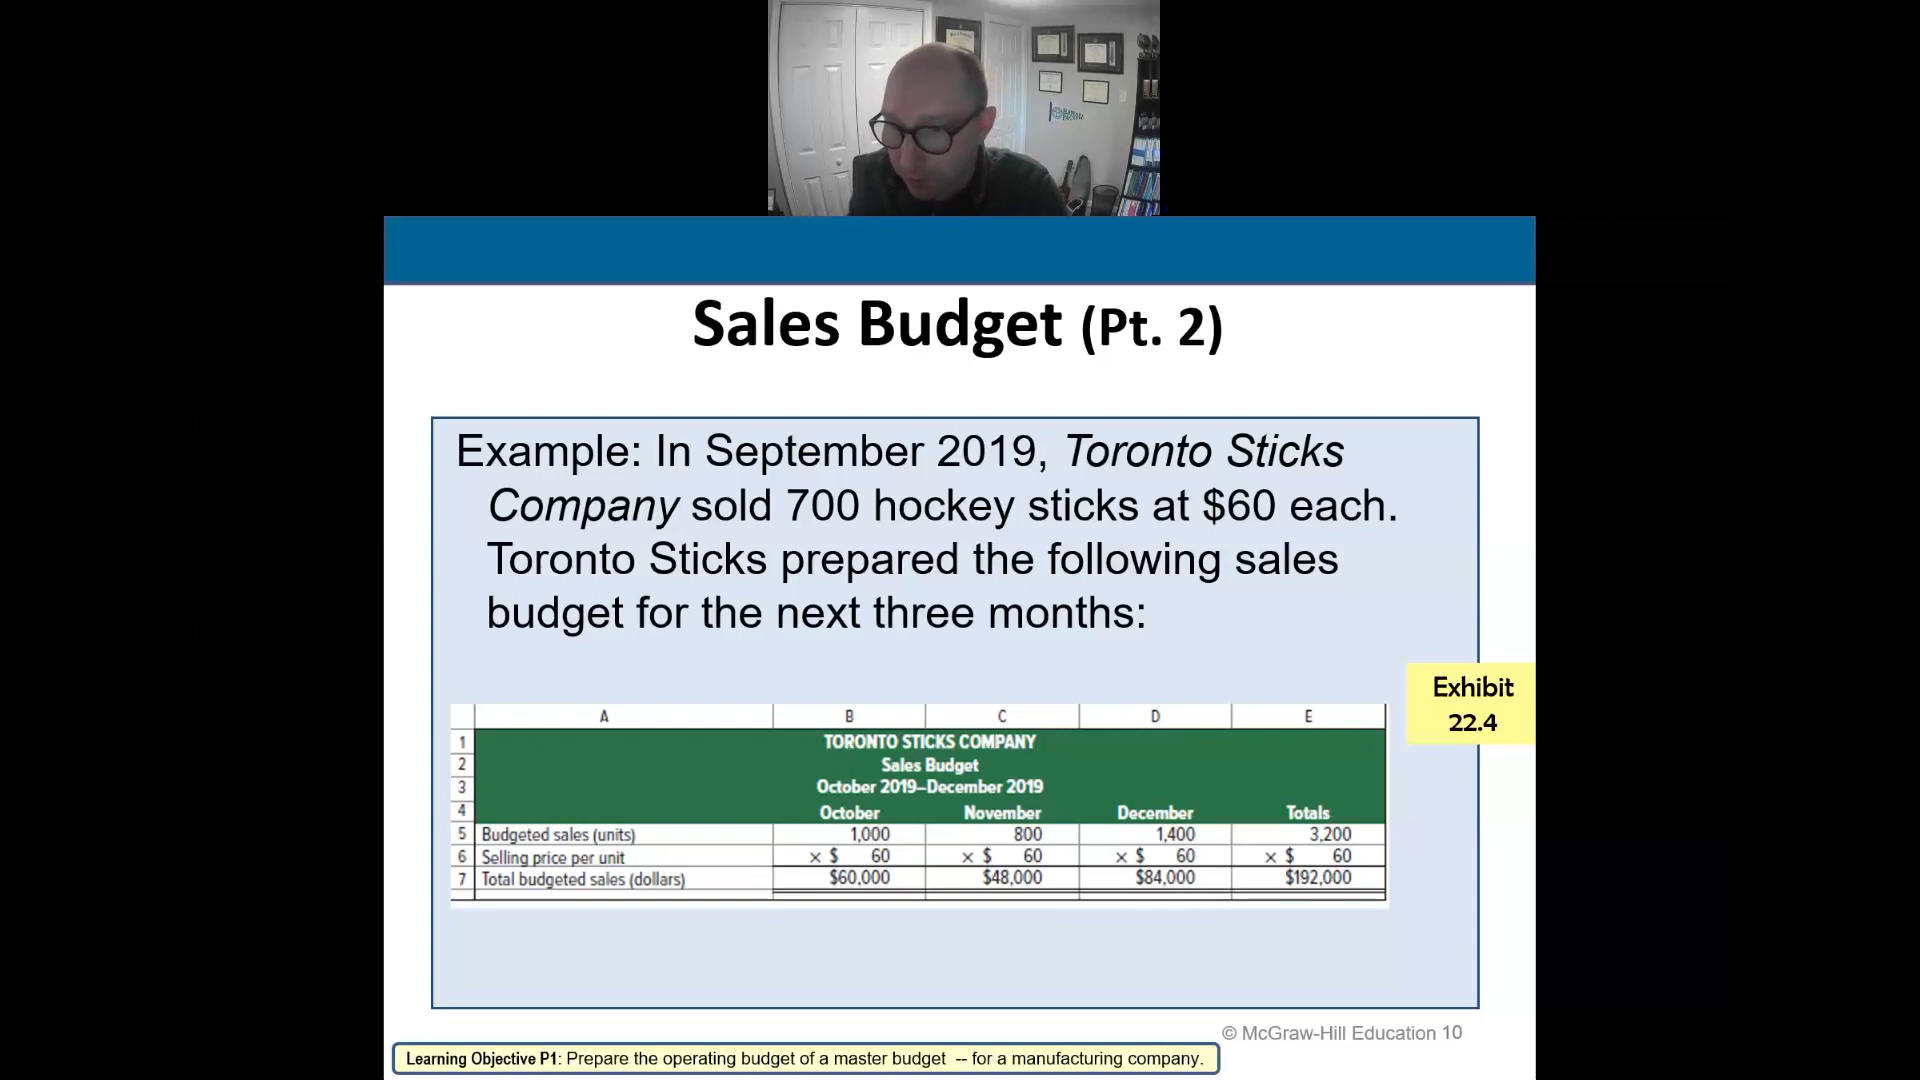 Sales Budget (Pt. 2)
Example: In September 2019, Toronto Sticks
Company sold 700 hockey sticks at $60 each.
Toronto Sticks prepared the following sales
budget for the next three months:
Exhibit
22.4
A B C D E
1 TORONTO STICKS COMPANY
2 Sales Budget
3 October 2019–December 2019
4 October November December Totals
5 Budgeted sales (units) 1,000 800 1,400 3,200
6 Selling price per unit × $ 60 × $ 60 × $ 60 × $ 60
7 Total budgeted sales (dollars) $60,000 $48,000 $84,000 $192,000
© McGraw-Hill Education 10
Learning Objective P1: Prepare the operating budget of a master budget -- for a manufacturing company.